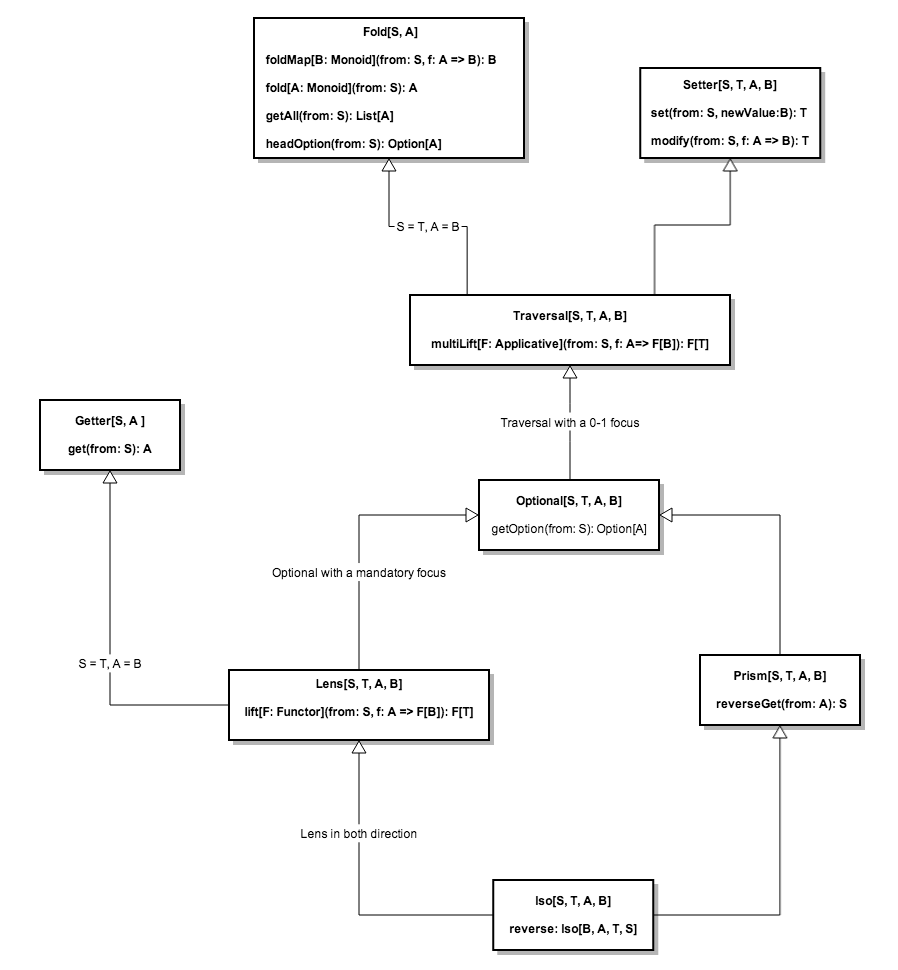 Fold[S, A]
foldMap[B: Monoid](from: S, f: A => B): B
fold[A: Monoid](from: S): A
getAll(from: S): List[A]
headOption(from: S): Option[A]
Setter[S, T, A, B]
set(from: S, newValue:B): T
modify(from: S, f: A => B): T
S = T, A = B
Traversal[S, T, A, B]
multiLift[F: Applicative](from: S, f: A=> F[B]): F[T]
Traversal with a 0-1 focus
Getter[S, A ]
get(from: S): A
Optional[S, T, A, B]
getOption(from: S): Option[A]
Optional with a mandatory focus
S = T, A = B
Lens[S, T, A, B]
lift[F: Functor](from: S, f: A => F[B]): F[T]
Prism[S, T, A, B]
reverseGet(from: A): S
Lens in both direction
Iso[S, T, A, B]
reverse: Iso[B, A, T, S]